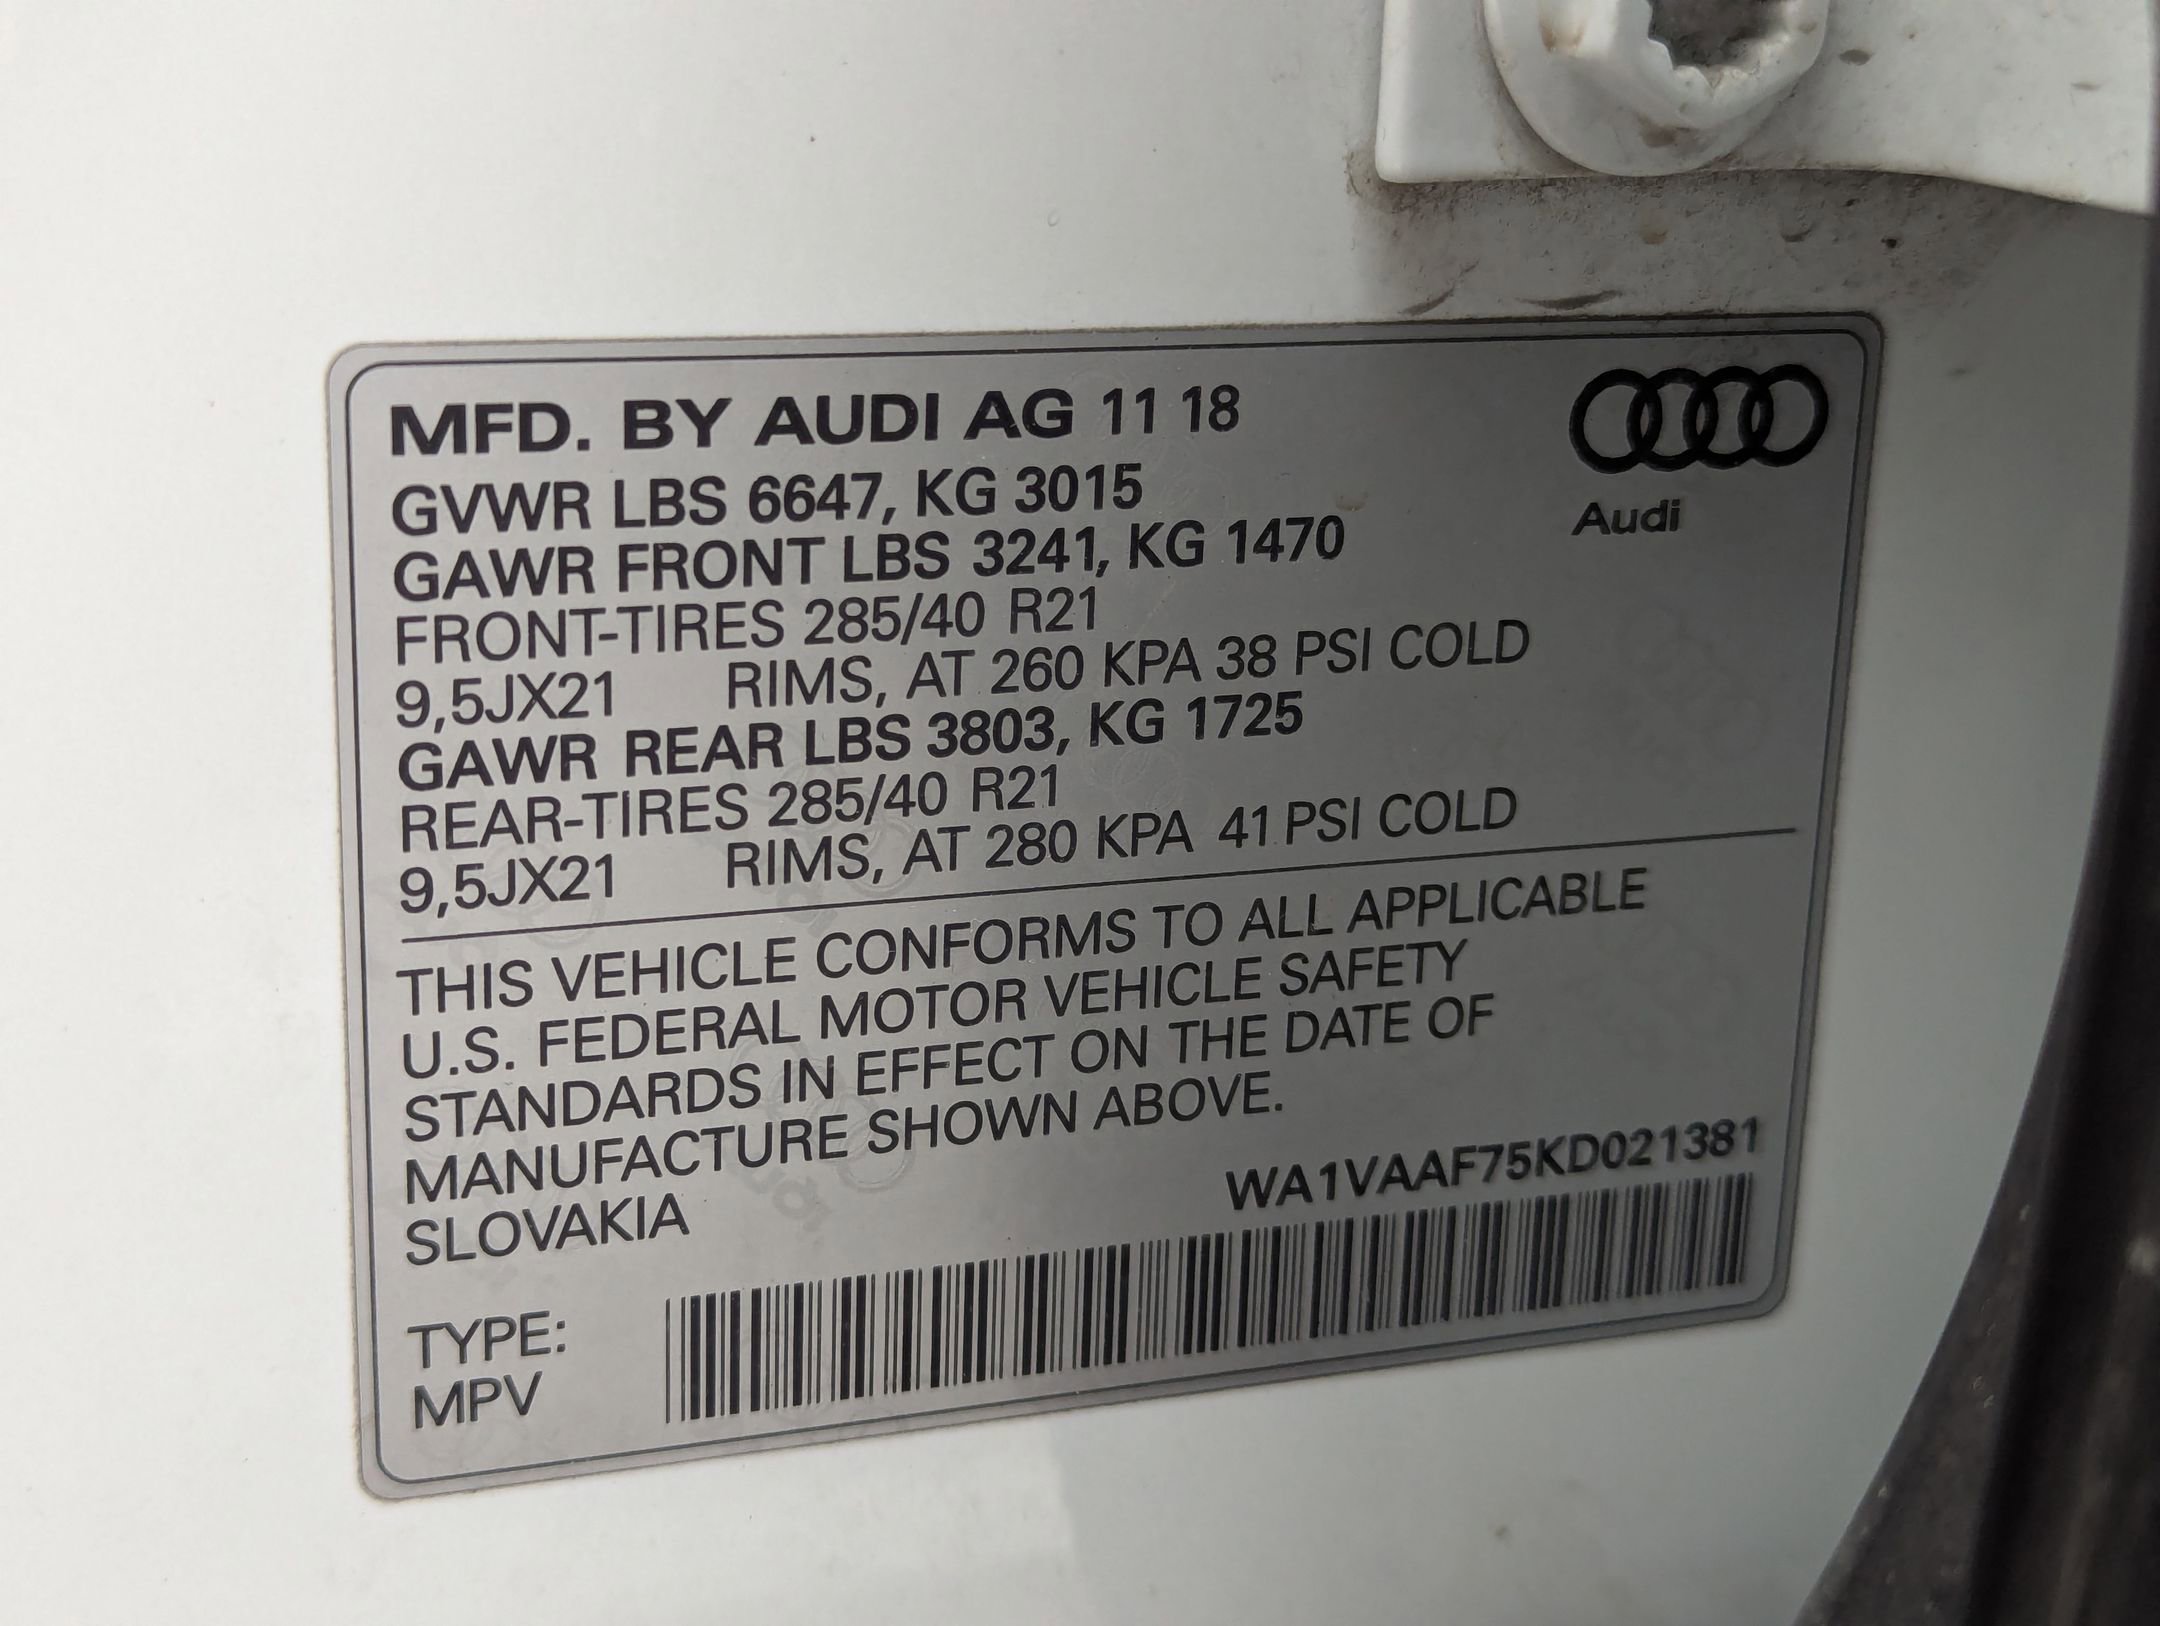 MFD. BY AUDI AG 11 18
Audi
GVWR LBS 6647, KG 3015
GAWR FRONT LBS 3241, KG 1470
FRONT-TIRES 285/40 R21
9,5JX21 RIMS, AT 260 KPA 38 PSI COLD
GAWR REAR LBS 3803, KG 1725
REAR-TIRES 285/40 R21
9,5JX21 RIMS, AT 280 KPA 41 PSI COLD
THIS VEHICLE CONFORMS TO ALL APPLICABLE
U.S. FEDERAL MOTOR VEHICLE SAFETY
STANDARDS IN EFFECT ON THE DATE OF
MANUFACTURE SHOWN ABOVE.
SLOVAKIA
WA1VAAF75KD021381
TYPE:
MPV